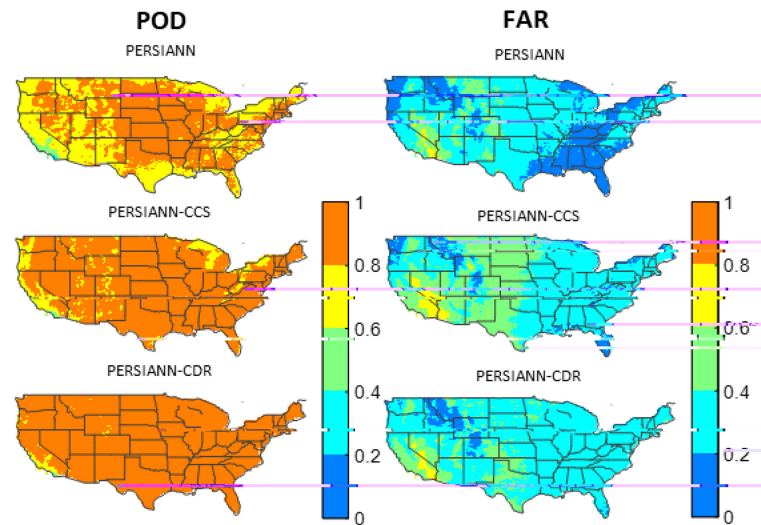 POD FAR
PERSIANN PERSIANN
PERSIANN-CCS PERSIANN-CCS
1 1
0.8 0.8
0.6 0.6
PERSIANN-CDR PERSIANN-CDR
0.4 0.4
0.2 0.2
0 0